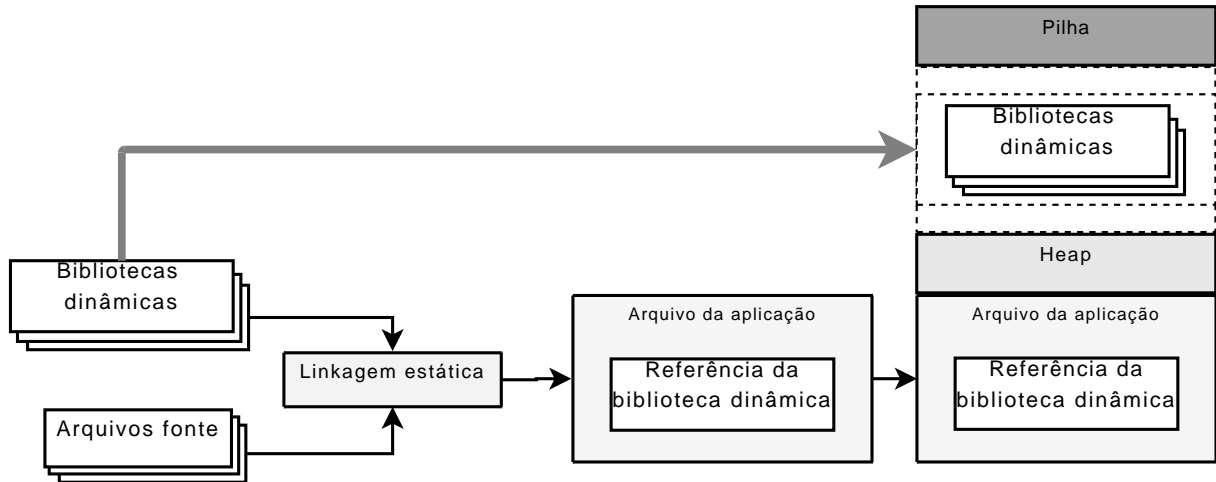 Pilha
Bibliotecas
dinâmicas
Heap
Bibliotecas
dinâmicas
Linkagem estática
Arquivos fonte
Arquivo da aplicação
Referência da
biblioteca dinâmica
Arquivo da aplicação
Referência da
biblioteca dinâmica